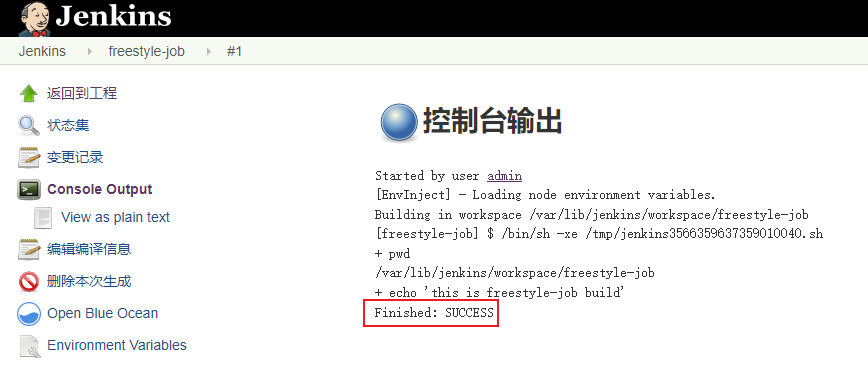 Jenkins
Jenkins freestyle-job #1
返回到工程
状态集
变更记录
Console Output
View as plain text
编辑编译信息
删除本次生成
Open Blue Ocean
Environment Variables
控制台输出
Started by user admin
[EnvInject] - Loading node environment variables.
Building in workspace /var/lib/jenkins/workspace/freestyle-job
[freestyle-job] $ /bin/sh -xe /tmp/jenkins3566359637359010040.sh
+ pwd
/var/lib/jenkins/workspace/freestyle-job
+ echo 'this is freestyle-job build'
Finished: SUCCESS